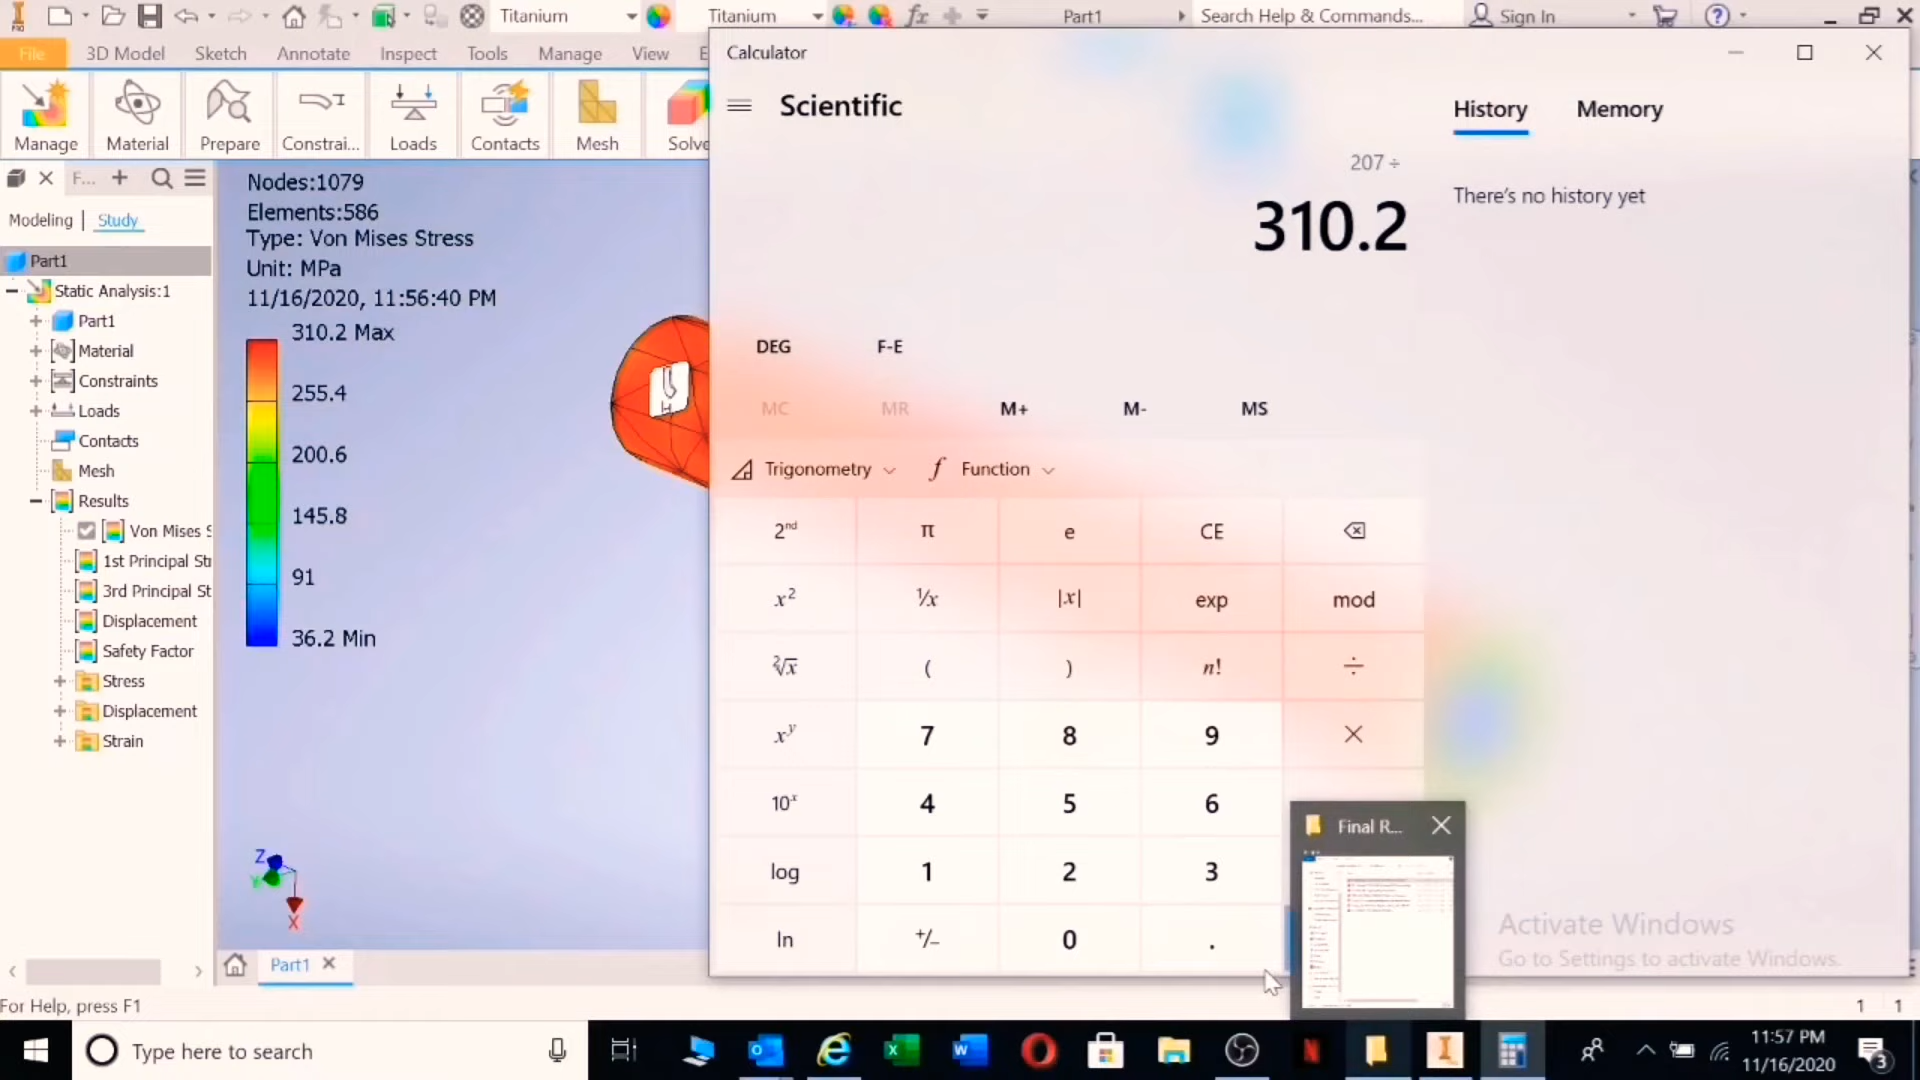 Titanium
Titanium
fx
Part1
Search Help & Commands...
Sign In
File
3D Model
Sketch
Annotate
Inspect
Tools
Manage
View
Manage
Material
Prepare
Constrai...
Loads
Contacts
Mesh
Solve
F...
Modeling
Study
Part1
Static Analysis:1
Part1
Material
Constraints
Loads
Contacts
Mesh
Results
Von Mises S
1st Principal Str
3rd Principal St
Displacement
Safety Factor
Stress
Displacement
Strain
Nodes:1079
Elements:586
Type: Von Mises Stress
Unit: MPa
11/16/2020, 11:56:40 PM
310.2 Max
255.4
200.6
145.8
91
36.2 Min
Z
Y
X
Part1
For Help, press F1
1 1
Calculator
Scientific
History
Memory
There's no history yet
207 ÷
310.2
DEG
F-E
MC
MR
M+
M-
MS
Trigonometry
f Function
2nd π e CE
x² ¹/x |x| exp mod
²√x ( ) n! ÷
xʸ 7 8 9 ×
10ˣ 4 5 6
log 1 2 3
ln +/− 0 .
Final R...
Activate Windows
Go to Settings to activate Windows.
Type here to search
11:57 PM
11/16/2020
3